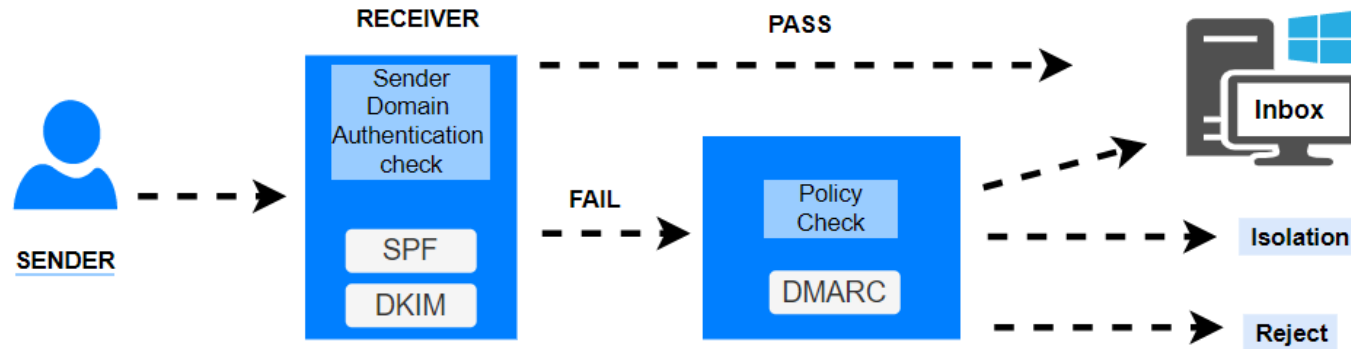 RECEIVER
PASS
Sender
Domain
Authentication
check
Inbox
SENDER
FAIL
Policy
Check
SPF
DKIM
DMARC
Isolation
Reject